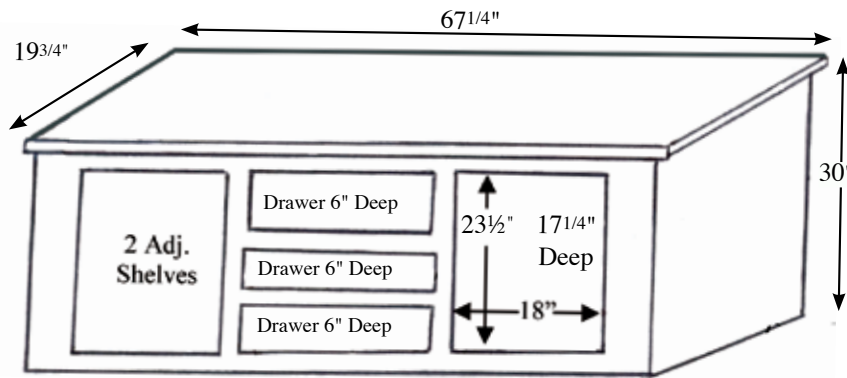 67 1/4"
19 3/4"
30"
Drawer 6" Deep
23½" 17 1/4"
Deep
2 Adj.
Shelves
Drawer 6" Deep
18”
Drawer 6" Deep